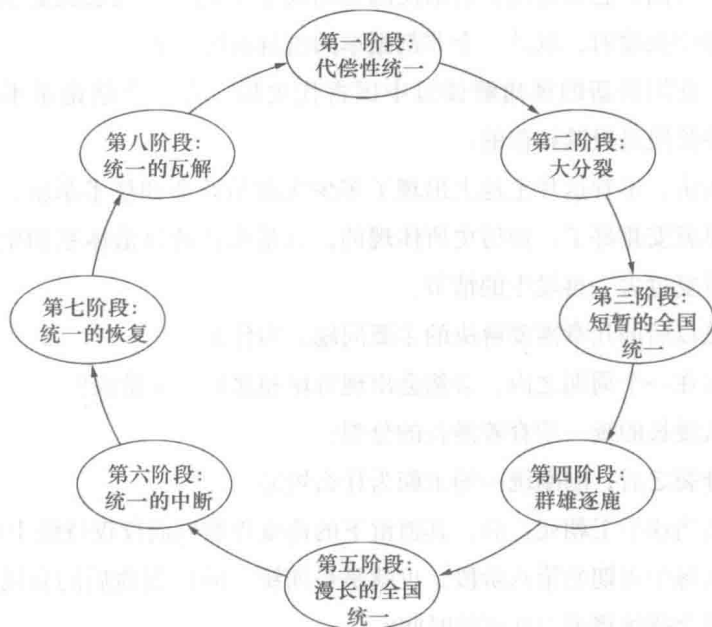 第一阶段:
代偿性统一
第二阶段:
大分裂
第三阶段:
短暂的全国
统一
第四阶段:
群雄逐鹿
第五阶段:
漫长的全国
统一
第六阶段:
统一的中断
第七阶段:
统一的恢复
第八阶段:
统一的瓦解